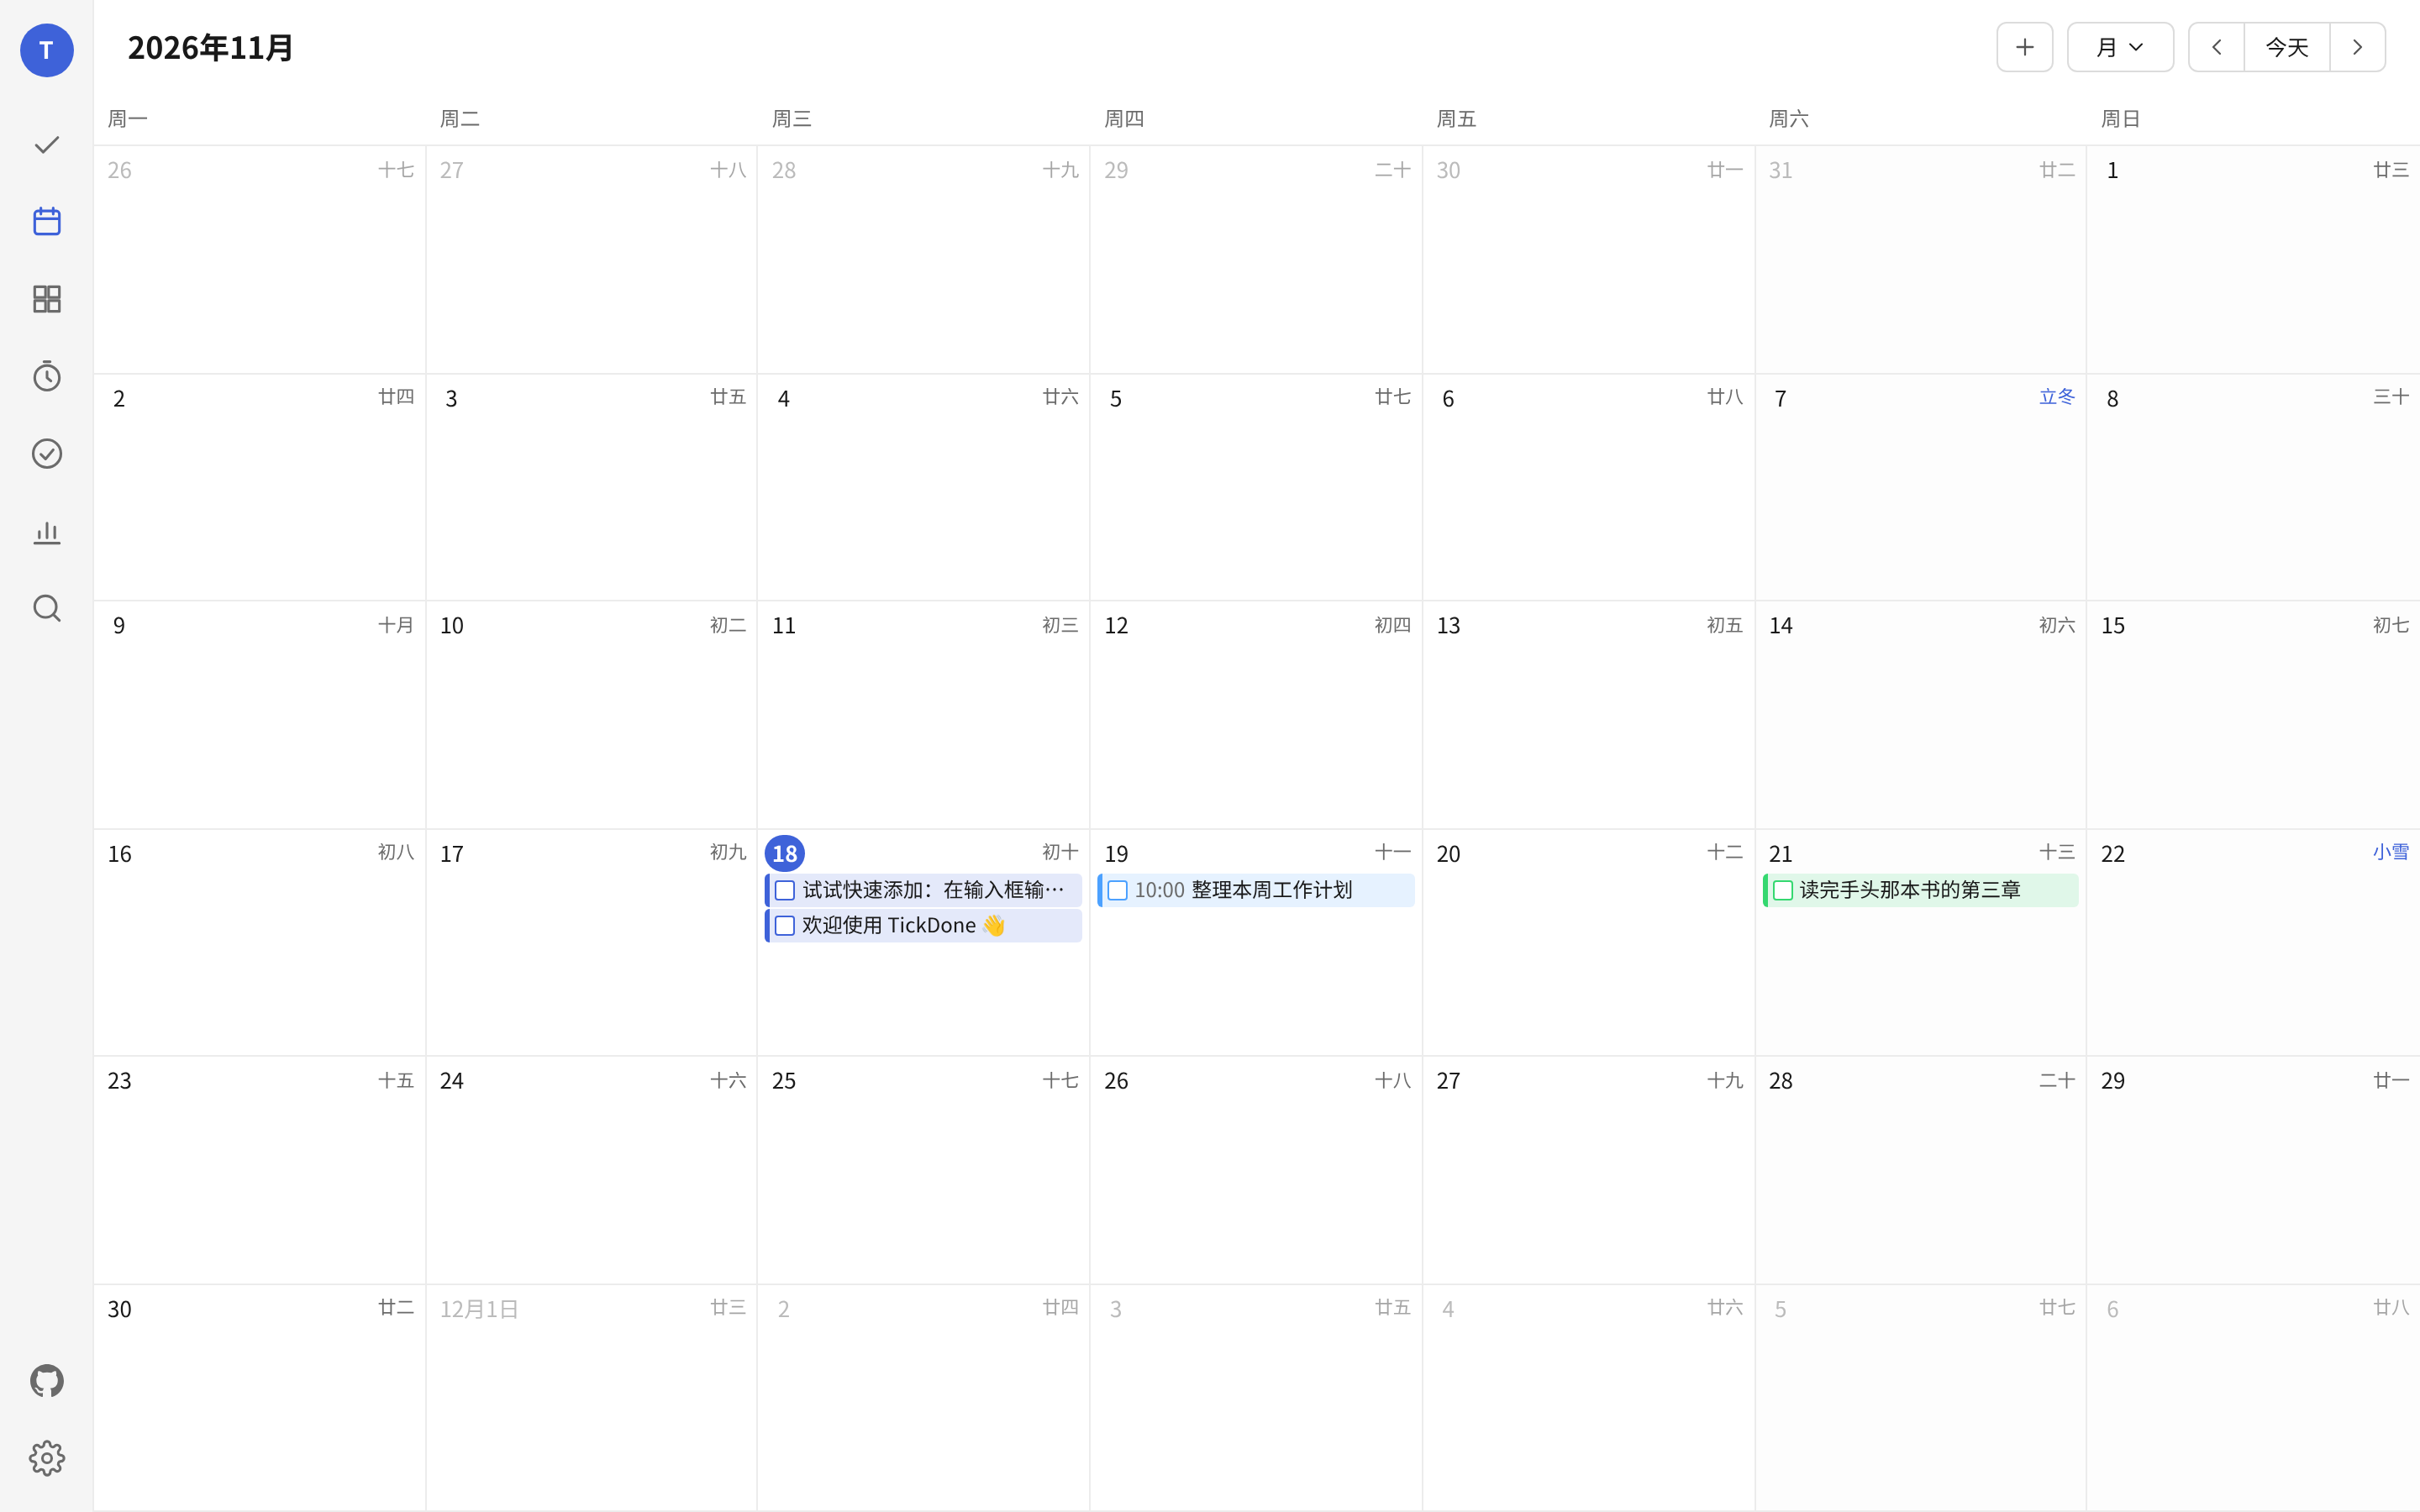 T
2026年11月
月
今天
周一 周二 周三 周四 周五 周六 周日
26 十七 27 十八 28 十九 29 二十 30 廿一 31 廿二 1 廿三
2 廿四 3 廿五 4 廿六 5 廿七 6 廿八 7 立冬 8 三十
9 十月 10 初二 11 初三 12 初四 13 初五 14 初六 15 初七
16 初八 17 初九 18 初十 19 十一 20 十二 21 十三 22 小雪
试试快速添加：在输入框输… 10:00 整理本周工作计划 读完手头那本书的第三章
欢迎使用 TickDone 👋
23 十五 24 十六 25 十七 26 十八 27 十九 28 二十 29 廿一
30 廿二 12月1日 廿三 2 廿四 3 廿五 4 廿六 5 廿七 6 廿八